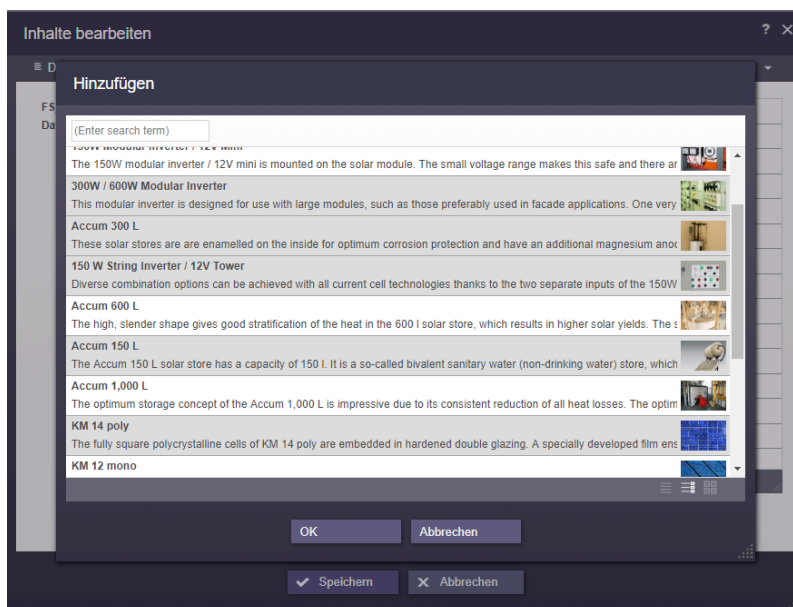 Inhalte bearbeiten
?
D
Hinzufügen
FS
Da
(Enter search term)
150W Modular Inverter / 12V Mini
The 150W modular inverter / 12V mini is mounted on the solar module. The small voltage range makes this safe and there ar
300W / 600W Modular Inverter
This modular inverter is designed for use with large modules, such as those preferably used in facade applications. One very
Accum 300 L
These solar stores are are enamelled on the inside for optimum corrosion protection and have an additional magnesium anod
150 W String Inverter / 12V Tower
Diverse combination options can be achieved with all current cell technologies thanks to the two separate inputs of the 150W
Accum 600 L
The high, slender shape gives good stratification of the heat in the 600 l solar store, which results in higher solar yields. The s
Accum 150 L
The Accum 150 L solar store has a capacity of 150 l. It is a so-called bivalent sanitary water (non-drinking water) store, which
Accum 1,000 L
The optimum storage concept of the Accum 1,000 L is impressive due to its consistent reduction of all heat losses. The optim
KM 14 poly
The fully square polycrystalline cells of KM 14 poly are embedded in hardened double glazing. A specially developed film ens
KM 12 mono
OK
Abbrechen
Speichern
Abbrechen